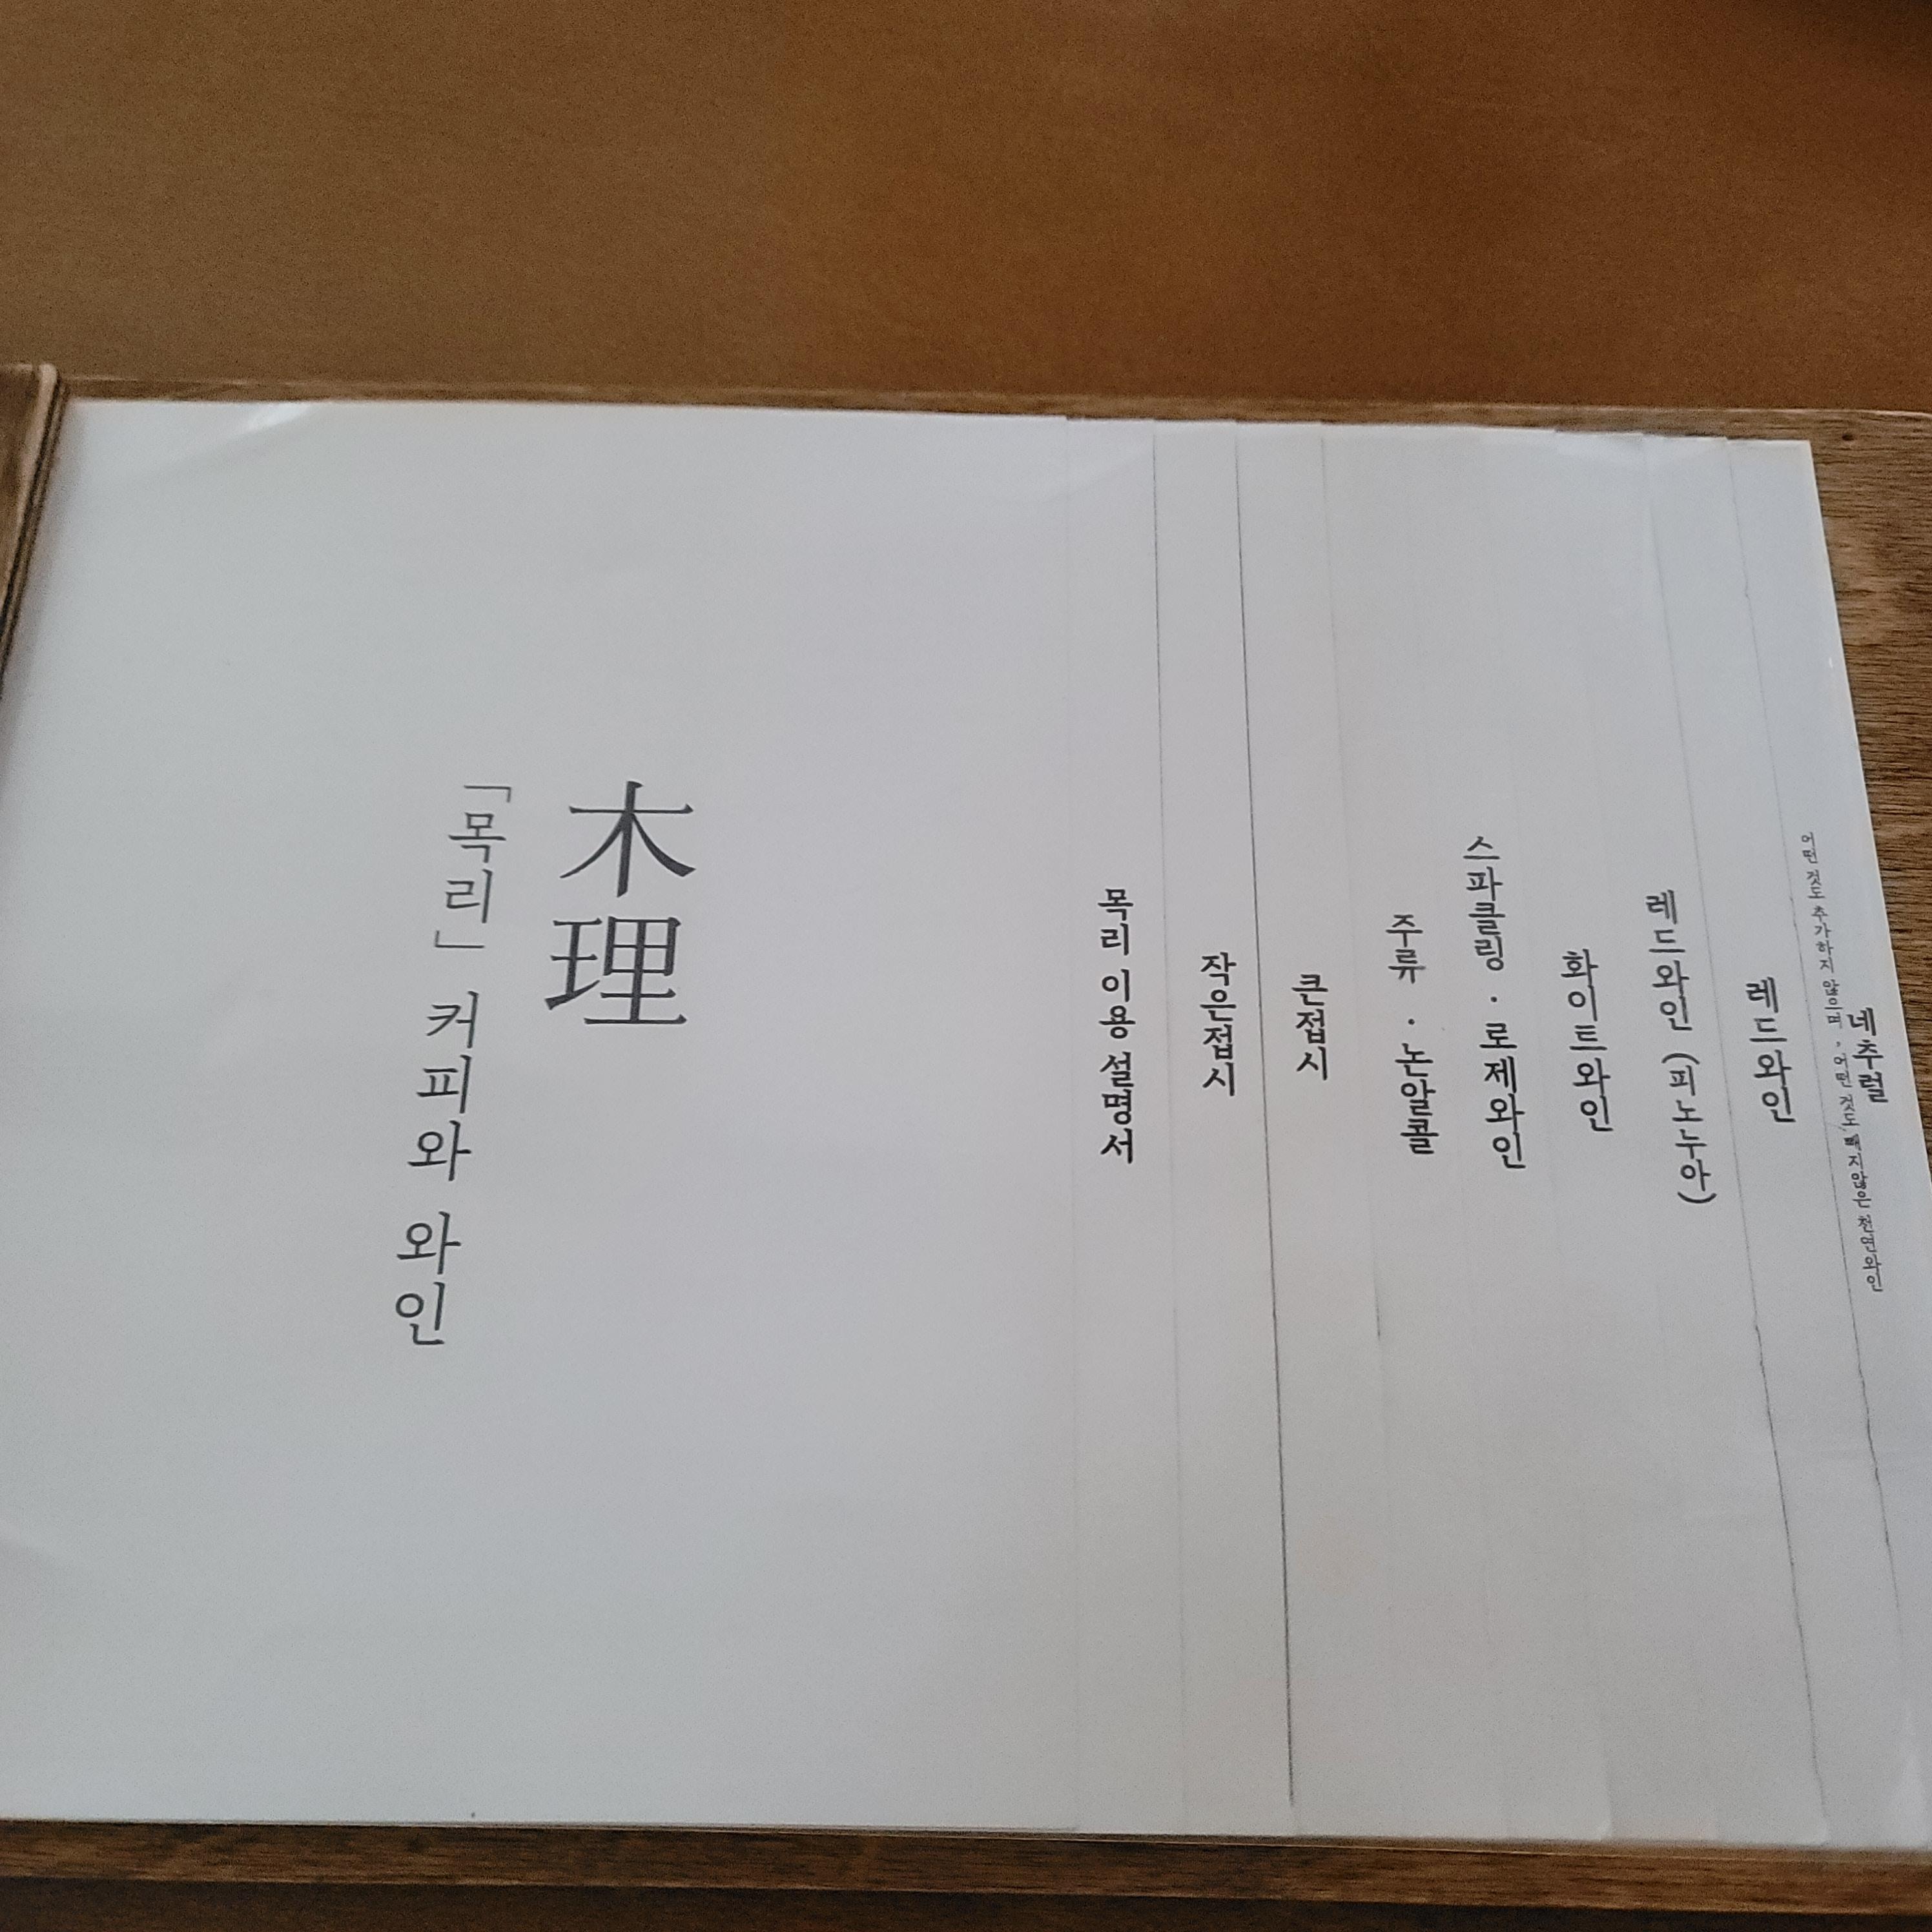 木理
「목리」 커피와 와인
목리 이용 설명서
작은접시
큰접시
주류 · 논알콜
스파클링 · 로제와인
화이트와인
레드와인 (피노누아)
레드와인
네추럴
어떤 것도 추가하지 않으며, 어떤 것도 빼지않은 천연와인